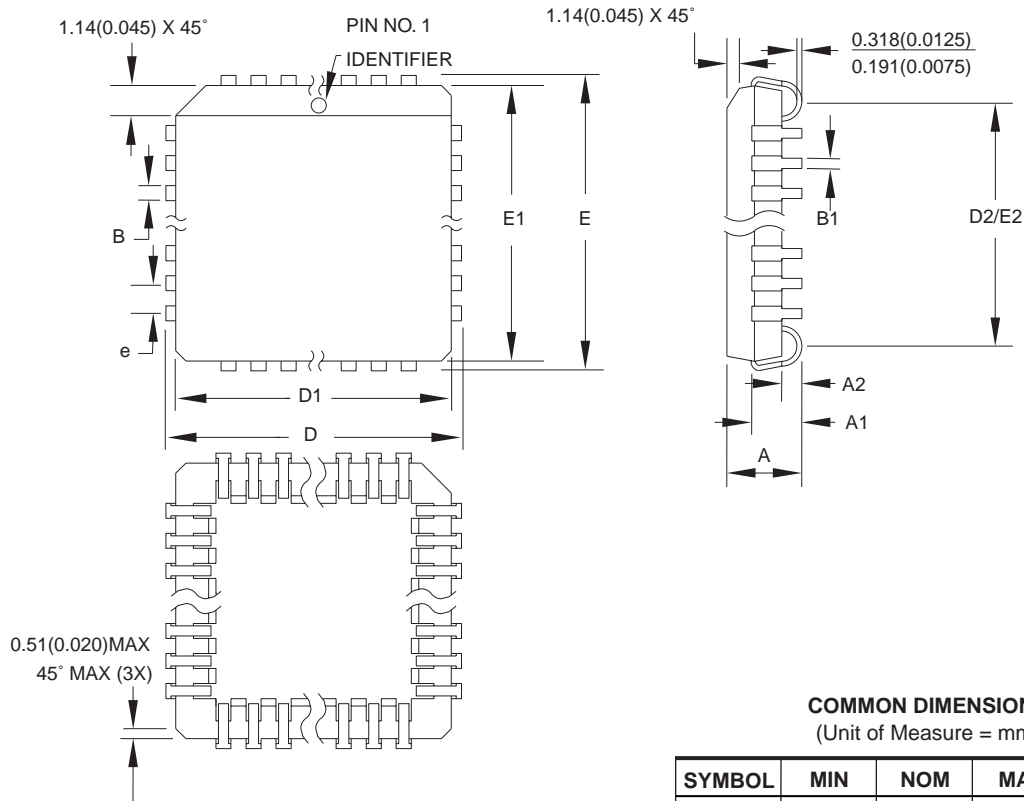 1.14(0.045) X 45˚
PIN NO. 1
IDENTIFIER
1.14(0.045) X 45˚
0.318(0.0125)
0.191(0.0075)
B
e
E1
E
B1
D2/E2
D1
D
A2
A1
A
0.51(0.020)MAX
45˚ MAX (3X)
COMMON DIMENSION
(Unit of Measure = mm
SYMBOL MIN NOM MA